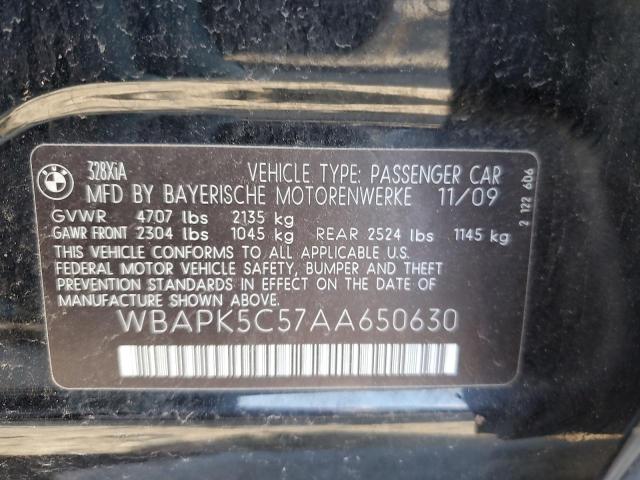 328XiA
VEHICLE TYPE: PASSENGER CAR
MFD BY BAYERISCHE MOTORENWERKE 11/09
GVWR 4707 lbs 2135 kg
GAWR FRONT 2304 lbs 1045 kg REAR 2524 lbs 1145 kg
THIS VEHICLE CONFORMS TO ALL APPLICABLE U.S.
FEDERAL MOTOR VEHICLE SAFETY, BUMPER AND THEFT
PREVENTION STANDARDS IN EFFECT ON THE DATE OF
MANUFACTURE SHOWN ABOVE.
WBAPK5C57AA650630
2 122 606